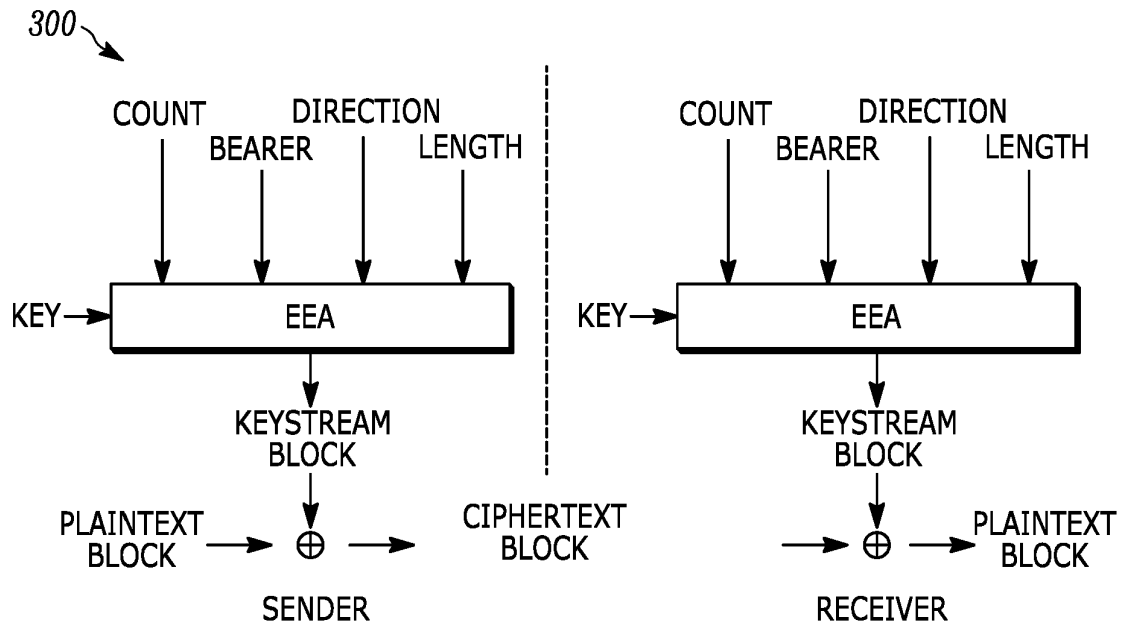 300
COUNT
DIRECTION
BEARER
LENGTH
KEY
EEA
KEYSTREAM
BLOCK
PLAINTEXT
BLOCK
CIPHERTEXT
BLOCK
SENDER
COUNT
DIRECTION
BEARER
LENGTH
KEY
EEA
KEYSTREAM
BLOCK
PLAINTEXT
BLOCK
RECEIVER